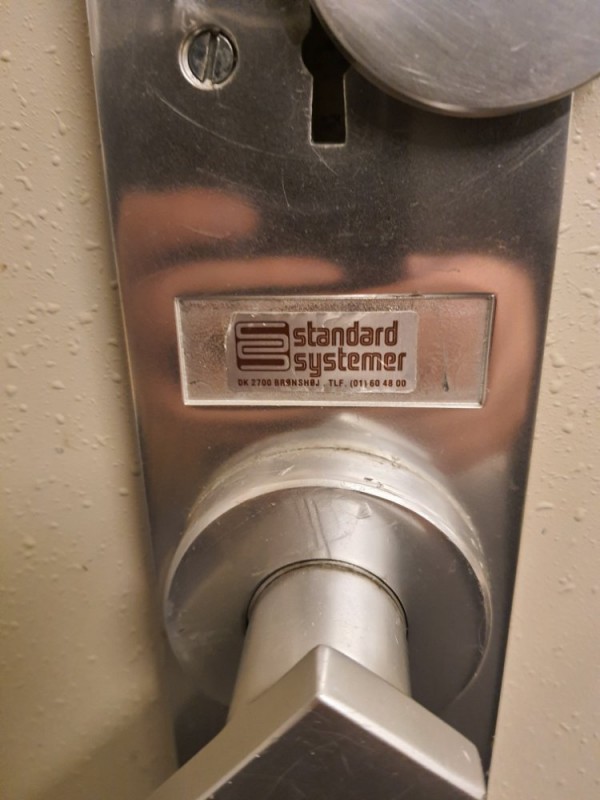 standard
systemer
DK 2700 BRØNSHØJ. TLF. (01) 60 48 00